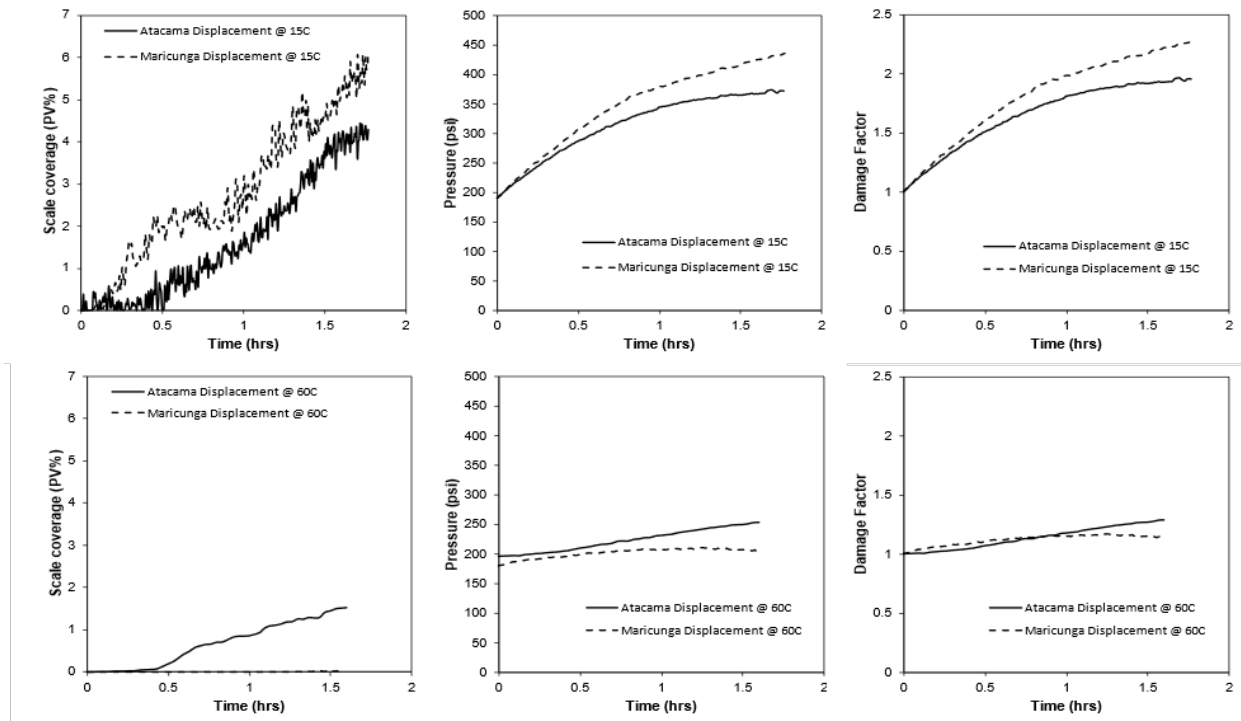 7
6
5
4
3
2
1
0
Scale coverage (PV%)
Atacama Displacement @ 15C
Maricunga Displacement @ 15C
0 0.5 1 1.5 2
Time (hrs)
500
450
400
350
300
250
200
150
100
50
0
Pressure (psi)
Atacama Displacement @ 15C
Maricunga Displacement @ 15C
0 0.5 1 1.5 2
Time (hrs)
2.5
2
1.5
1
0.5
0
Damage Factor
Atacama Displacement @ 15C
Maricunga Displacement @ 15C
0 0.5 1 1.5 2
Time (hrs)
7
6
5
4
3
2
1
0
Scale coverage (PV%)
Atacama Displacement @ 60C
Maricunga Displacement @ 60C
0 0.5 1 1.5 2
Time (hrs)
500
450
400
350
300
250
200
150
100
50
0
Pressure (psi)
Atacama Displacement @ 60C
Maricunga Displacement @ 60C
0 0.5 1 1.5 2
Time (hrs)
2.5
2
1.5
1
0.5
0
Damage Factor
Atacama Displacement @ 60C
Maricunga Displacement @ 60C
0 0.5 1 1.5 2
Time (hrs)